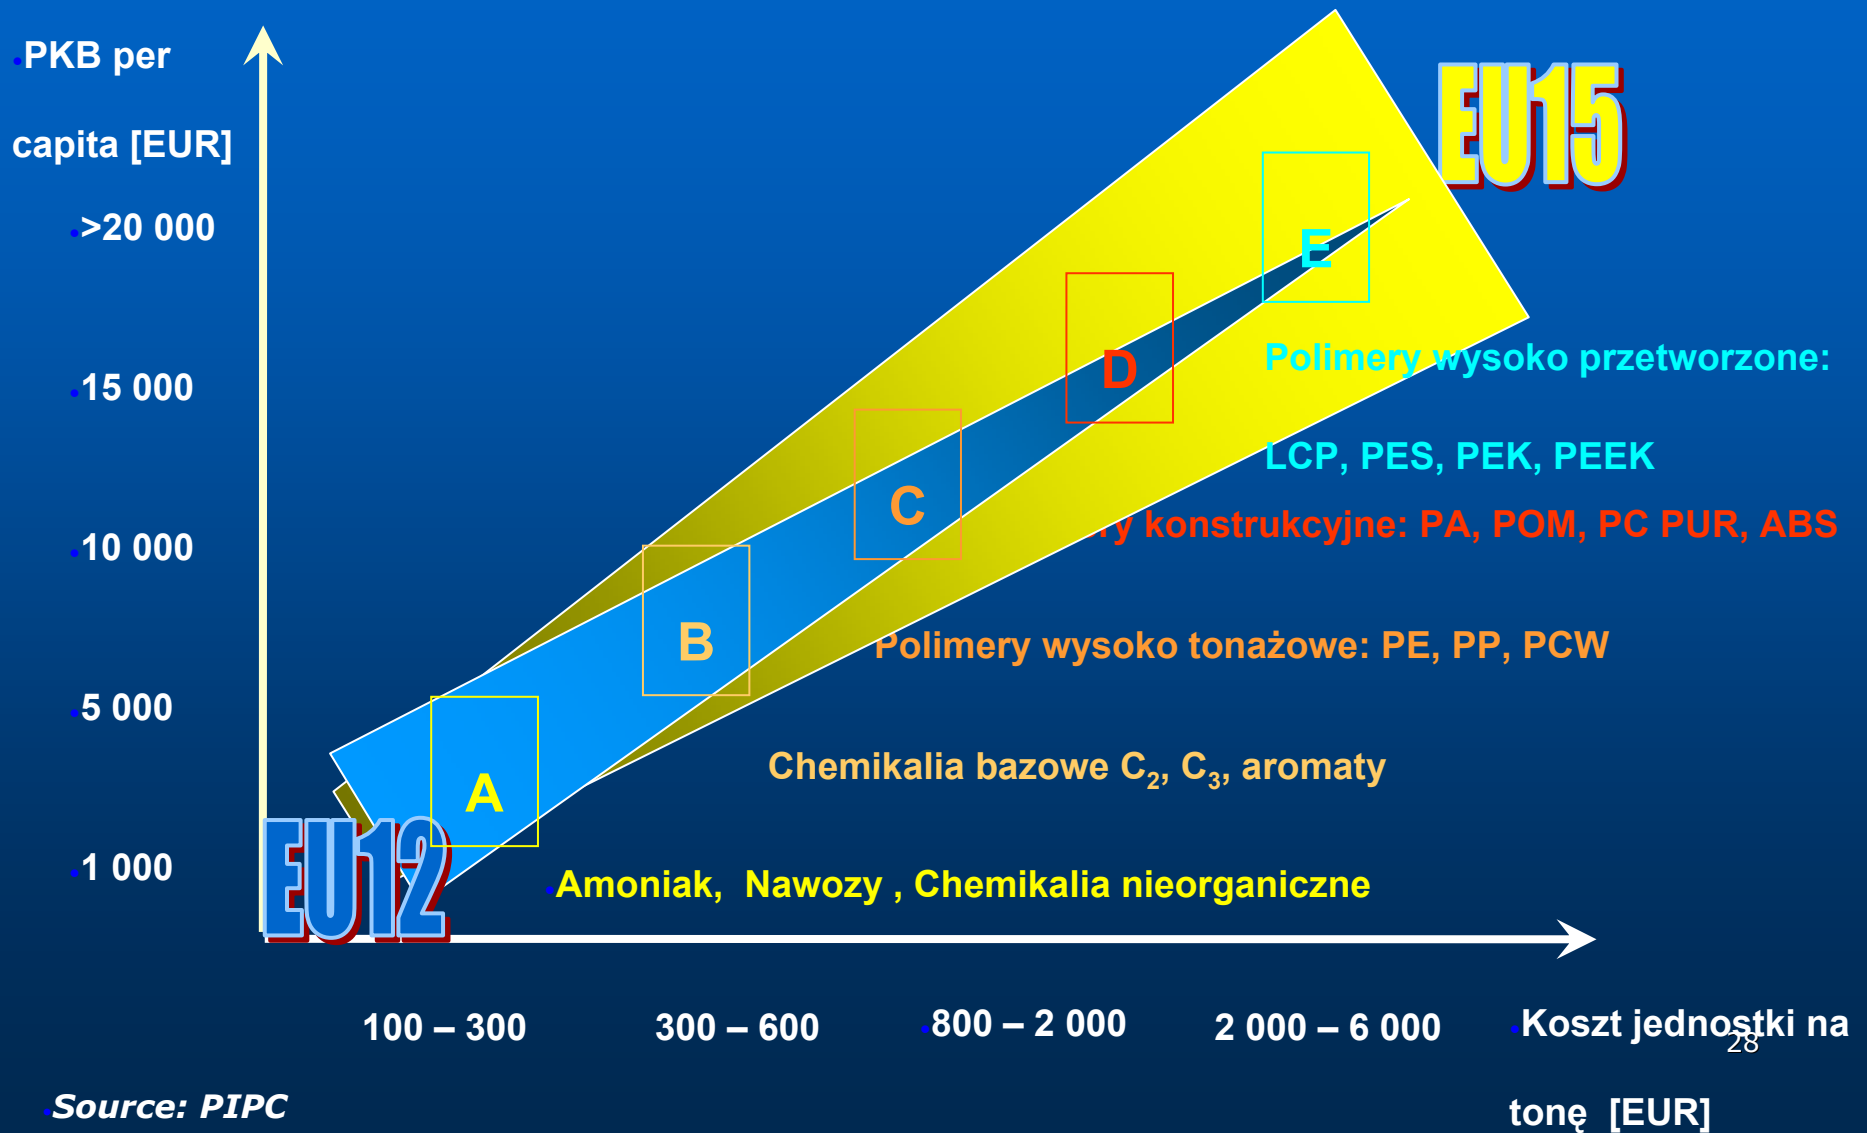 PKB per
capita [EUR]
EU15
>20 000
E
Polimery wysoko przetworzone:
D
15 000
LCP, PES, PEK, PEEK
C
konstrukcyjne: PA, POM, PC PUR, ABS
10 000
B
Polimery wysoko tonażowe: PE, PP, PCW
5 000
Chemikalia bazowe C₂, C₃, aromaty
A
1 000
EU12
Amoniak, Nawozy , Chemikalia nieorganiczne
100 – 300
300 – 600
800 – 2 000
2 000 – 6 000
Koszt jednostki na
tonę [EUR]
28
Source: PIPC